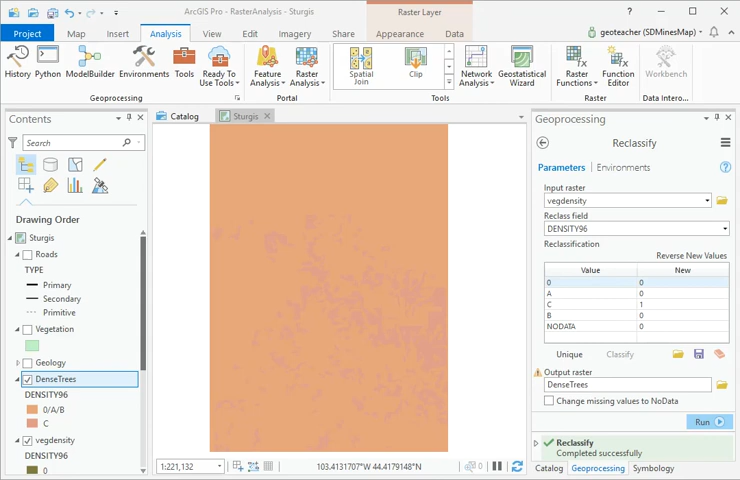 ArcGIS Pro - RasterAnalysis - Sturgis
Raster Layer
?
Project Map Insert Analysis View Edit Imagery Share Appearance Data
geoteacher (SDMinesMap)
History Python ModelBuilder Environments Tools Ready To Use Tools
Feature Analysis Raster Analysis
Spatial Join Clip
Network Analysis Geostatistical Wizard
Raster Functions Function Editor
Workbench
Geoprocessing Portal Tools Raster Data Intero...
Contents
Search
Drawing Order
Sturgis
Roads
TYPE
Primary
Secondary
Primitive
Vegetation
Geology
DenseTrees
DENSITY96
0/A/B
C
vegdensity
DENSITY96
0
Catalog Sturgis
1:221,132 103.4131707°W 44.4179148°N 0
Geoprocessing
Reclassify
Parameters Environments
?
Input raster
vegdensity
Reclass field
DENSITY96
Reclassification
Reverse New Values
Value New
0 0
A 0
C 1
B 0
NODATA 0
Unique Classify
Output raster
DenseTrees
Change missing values to NoData
Run
Reclassify
Completed successfully
Catalog Geoprocessing Symbology